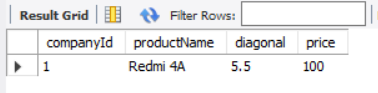 Result Grid Filter Rows:
companyId productName diagonal price
1 Redmi 4A 5.5 100